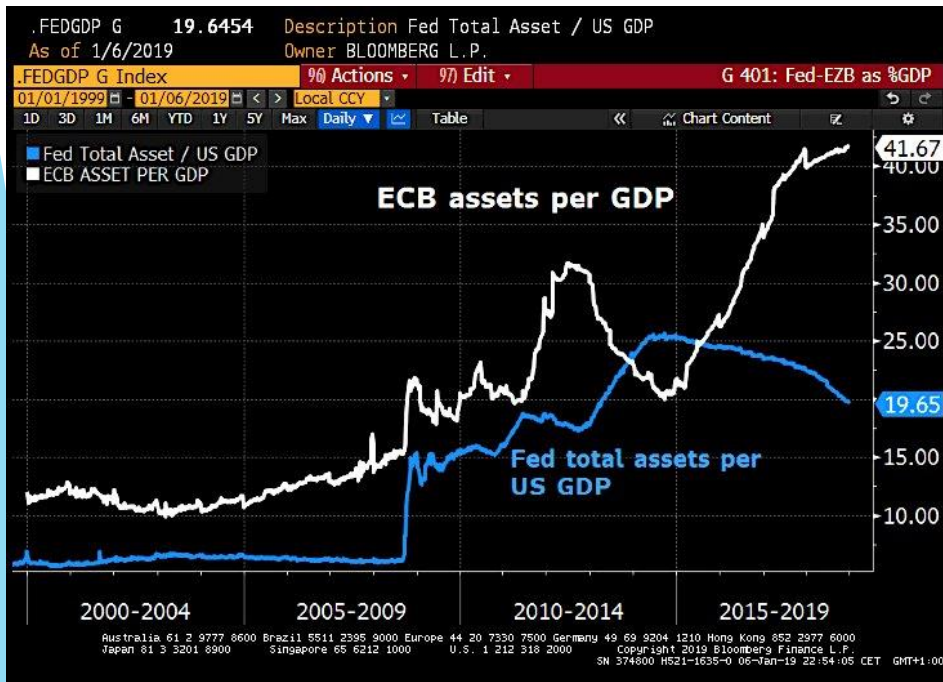 .FEDGDP G 19.6454 Description Fed Total Asset / US GDP
As of 1/6/2019 Owner BLOOMBERG L.P.
.FEDGDP G Index 96) Actions 97) Edit G 401: Fed-EZB as %GDP
01/01/1999 - 01/06/2019 < > Local CCY
1D 3D 1M 6M YTD 1Y 5Y Max Daily ▼ Table « Chart Content
Fed Total Asset / US GDP
ECB ASSET PER GDP
ECB assets per GDP
41.67
40.00
35.00
30.00
25.00
19.65
15.00
10.00
Fed total assets per
US GDP
2000-2004 2005-2009 2010-2014 2015-2019
Australia 61 2 9777 8600 Brazil 5511 2395 9000 Europe 44 20 7330 7500 Germany 49 69 9204 1210 Hong Kong 852 2977 6000
Japan 81 3 3201 8900 Singapore 65 6212 1000 U.S. 1 212 318 2000 Copyright 2019 Bloomberg Finance L.P.
SN 374800 H521-1635-0 06-Jan-19 22:54:05 CET GMT+1:00